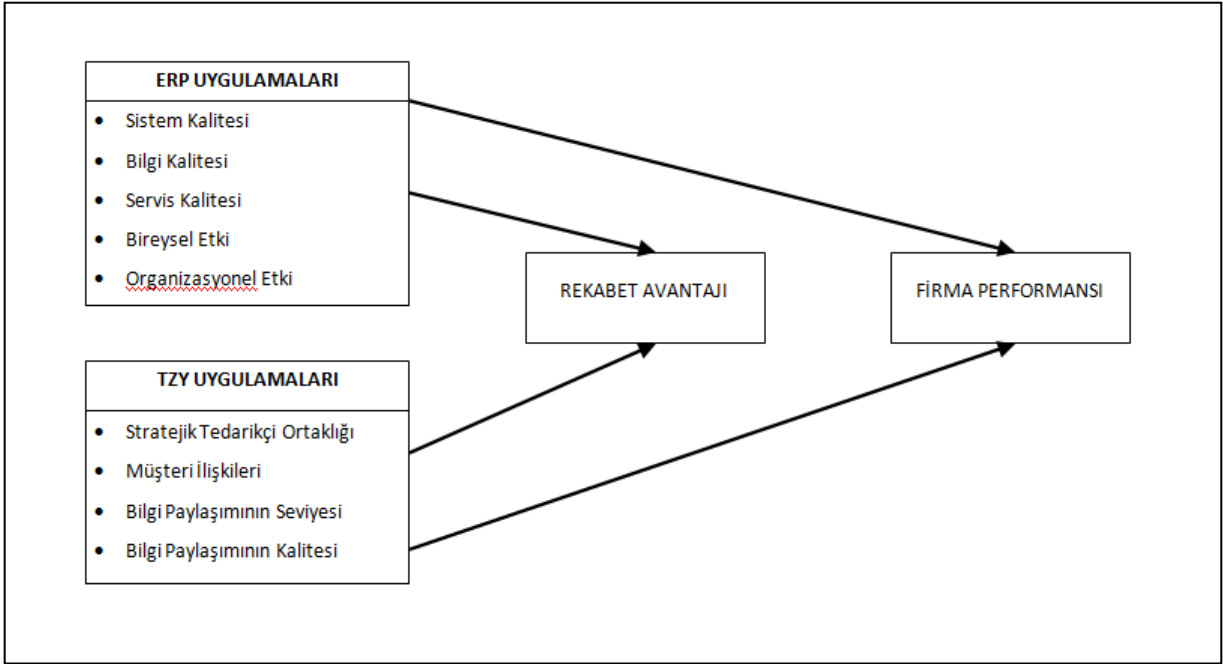 ERP UYGULAMALARI
• Sistem Kalitesi
• Bilgi Kalitesi
• Servis Kalitesi
• Bireysel Etki
• Organizasyonel Etki
REKABET AVANTAJI
FİRMA PERFORMANSI
TZY UYGULAMALARI
• Stratejik Tedarikçi Ortaklığı
• Müşteri İlişkileri
• Bilgi Paylaşımının Seviyesi
• Bilgi Paylaşımının Kalitesi